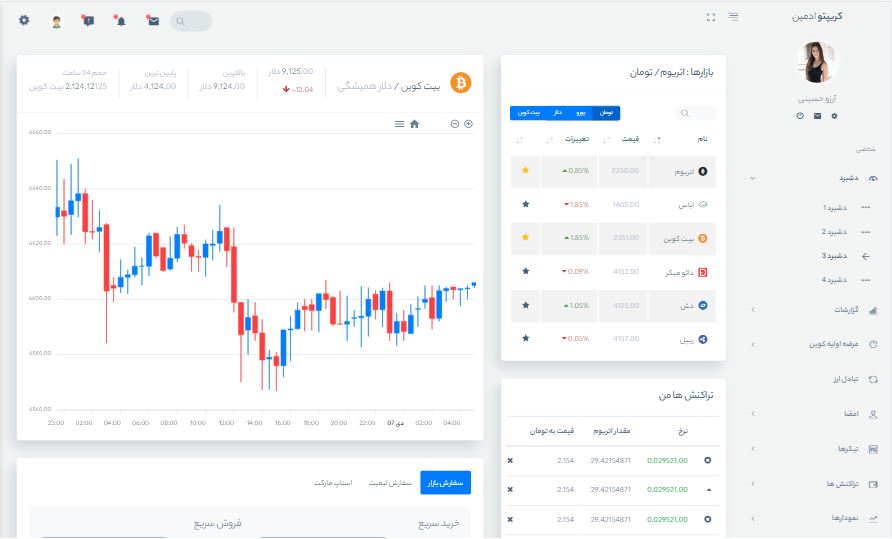 کریپتو ادمین
آرزو حسینی
شخصی
دشبرد
دشبرد 1
دشبرد 2
دشبرد 3
دشبرد 4
گزارشات
عرضه اولیه کوین
تبادل ارز
اعضا
تیکرها
تراکنش ها
نمودارها
بازارها : اتریوم/ تومان
تومان یورو دلار بیت کوین
نام قیمت تغییرات
اتریوم 2350.00 0.85%
ایاس 1405.00 1.85%
بیت کوین 2351.00 1.85%
دائو میکر 4152.00 0.09%
دش 4125.00 1.05%
ریپل 4157.00 0.05%
تراکنش ها من
نرخ مقدار اتریوم قیمت به تومان
0.029521.00 29.42154871 2.154
0.029521.00 29.42154871 2.154
0.029521.00 29.42154871 2.154
بیت کوین / دلار همیشگی
9,125.00 دلار
-12.04
بالاترین
9,124.00 دلار
پایین ترین
4,124.00 دلار
حجم 24 ساعت
2,124.12125 بیت کوین
6660.00
6640.00
6620.00
6600.00
6580.00
6560.00
23:00 02:00 04:00 06:00 08:00 10:00 12:00 14:00 16:00 18:00 20:00 22:00 07 دی 02:00 04:00
سفارش بازار سفارش لیمیت استاپ مارکت
خرید سریع فروش سریع